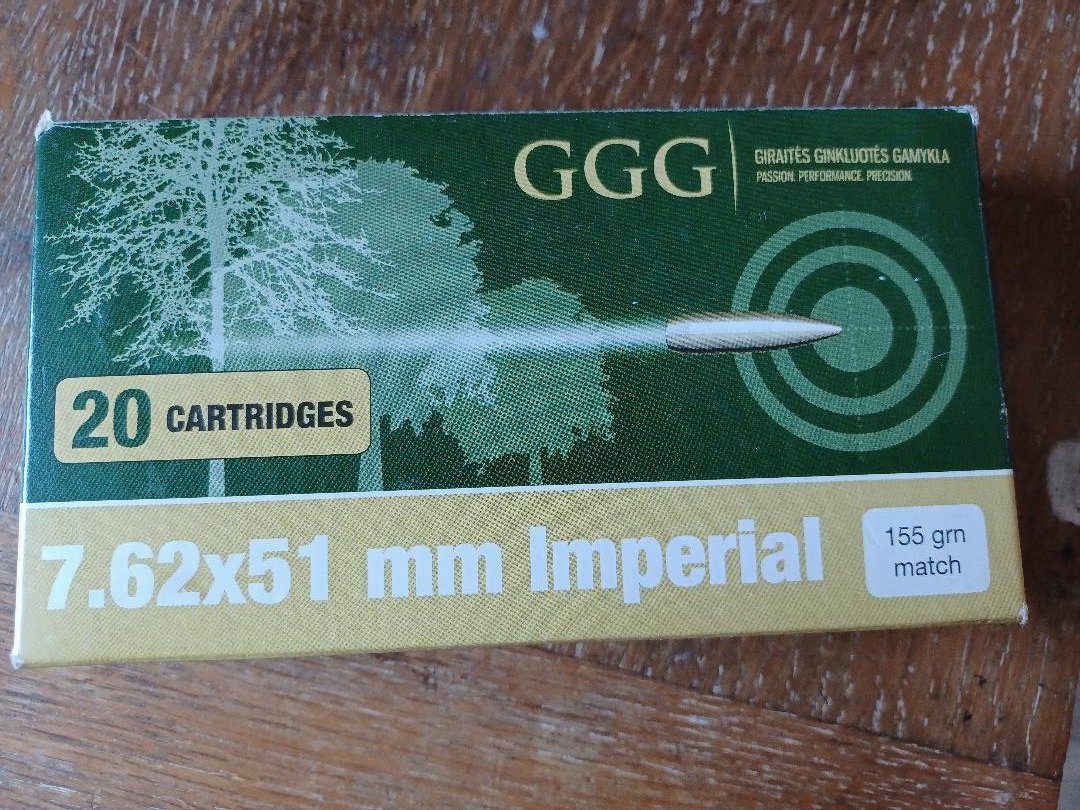 GGG
GIRAITĖS GINKLUOTĖS GAMYKLA
PASSION. PERFORMANCE. PRECISION.
20 CARTRIDGES
7.62x51 mm Imperial
155 grn
match